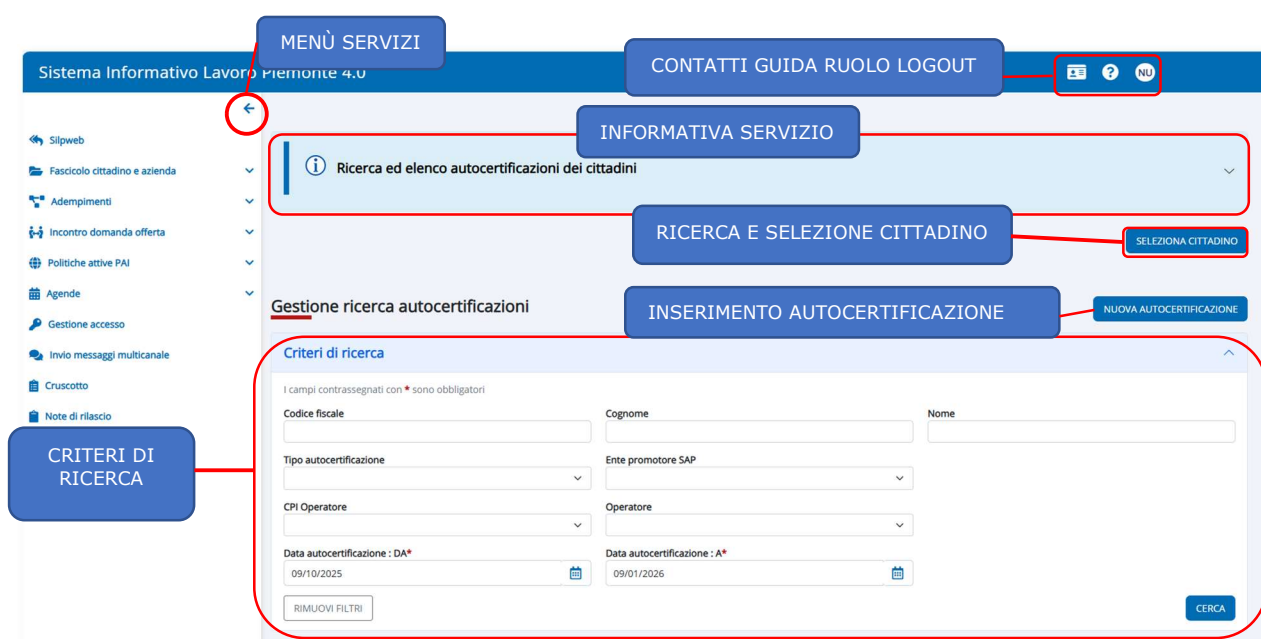 MENÙ SERVIZI
CONTATTI GUIDA RUOLO LOGOUT
Sistema Informativo Lavoro Piemonte 4.0
NU
INFORMATIVA SERVIZIO
Silpweb
Ricerca ed elenco autocertificazioni dei cittadini
Fascicolo cittadino e azienda
Adempimenti
Incontro domanda offerta
RICERCA E SELEZIONE CITTADINO
SELEZIONA CITTADINO
Politiche attive PAI
Agende
Gestione ricerca autocertificazioni
INSERIMENTO AUTOCERTIFICAZIONE
NUOVA AUTOCERTIFICAZIONE
Gestione accesso
Invio messaggi multicanale
Cruscotto
Note di rilascio
CRITERI DI
RICERCA
Criteri di ricerca
I campi contrassegnati con * sono obbligatori
Codice fiscale
Cognome
Nome
Tipo autocertificazione
Ente promotore SAP
CPI Operatore
Operatore
Data autocertificazione : DA*
Data autocertificazione : A*
09/10/2025
09/01/2026
RIMUOVI FILTRI
CERCA